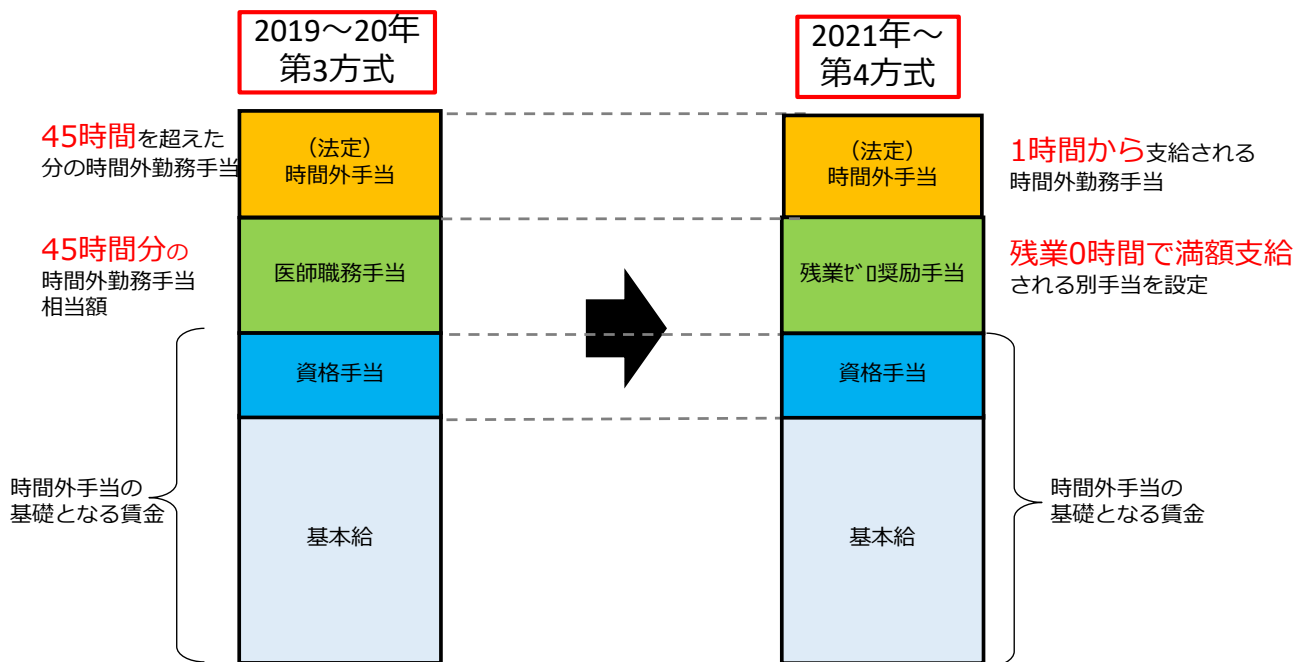 2019～20年
第3方式
2021年～
第4方式
45時間を超えた
分の時間外勤務手当
（法定）
時間外手当
（法定）
時間外手当
1時間から支給される
時間外勤務手当
45時間分の
時間外勤務手当
相当額
医師職務手当
残業ｾﾞﾛ奨励手当
残業0時間で満額支給
される別手当を設定
資格手当
資格手当
時間外手当の
基礎となる賃金
基本給
基本給
時間外手当の
基礎となる賃金